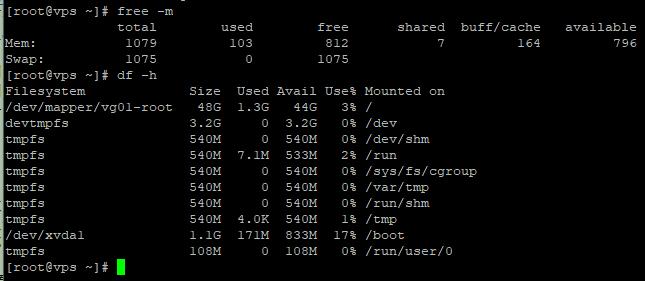 [root@vps ~]# free -m
              total        used        free      shared  buff/cache   available
Mem:           1079         103         812           7         164         796
Swap:          1075           0        1075
[root@vps ~]# df -h
Filesystem             Size  Used Avail Use% Mounted on
/dev/mapper/vg01-root   48G  1.3G   44G   3% /
devtmpfs               3.2G     0  3.2G   0% /dev
tmpfs                  540M     0  540M   0% /dev/shm
tmpfs                  540M  7.1M  533M   2% /run
tmpfs                  540M     0  540M   0% /sys/fs/cgroup
tmpfs                  540M     0  540M   0% /var/tmp
tmpfs                  540M     0  540M   0% /run/shm
tmpfs                  540M  4.0K  540M   1% /tmp
/dev/xvda1             1.1G  171M  833M  17% /boot
tmpfs                  108M     0  108M   0% /run/user/0
[root@vps ~]#